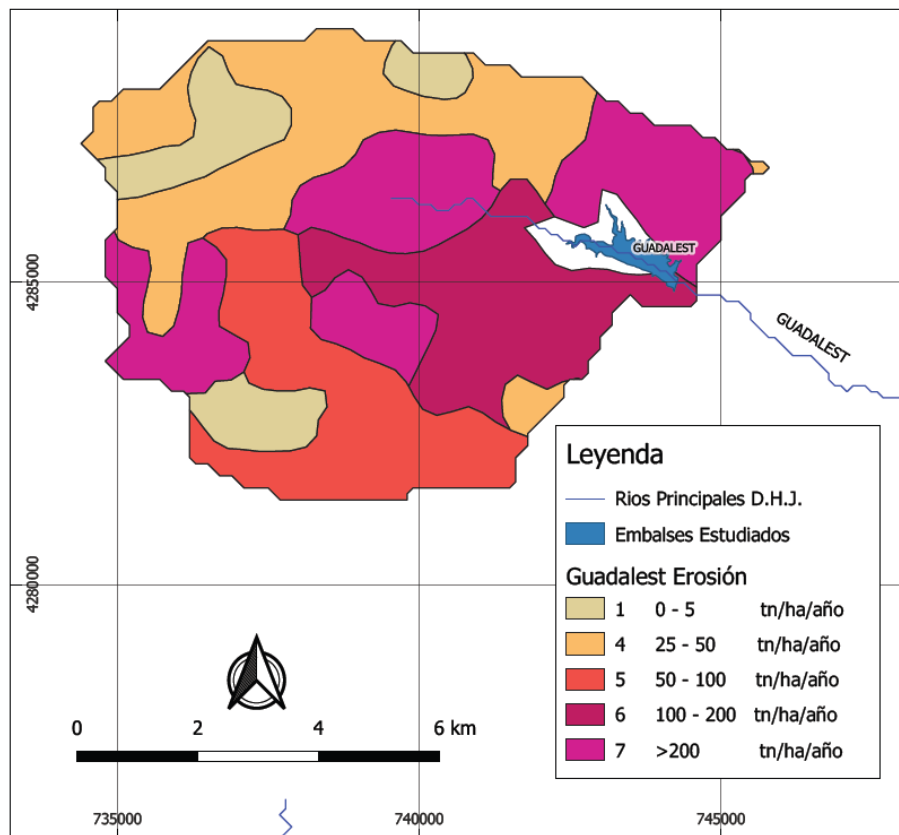 4285000
4280000
GUADALEST
GUADALEST
Leyenda
Rios Principales D.H.J.
Embalses Estudiados
Guadalest Erosión
1 0 - 5 tn/ha/año
4 25 - 50 tn/ha/año
5 50 - 100 tn/ha/año
6 100 - 200 tn/ha/año
7 >200 tn/ha/año
0 2 4 6 km
735000 740000 745000